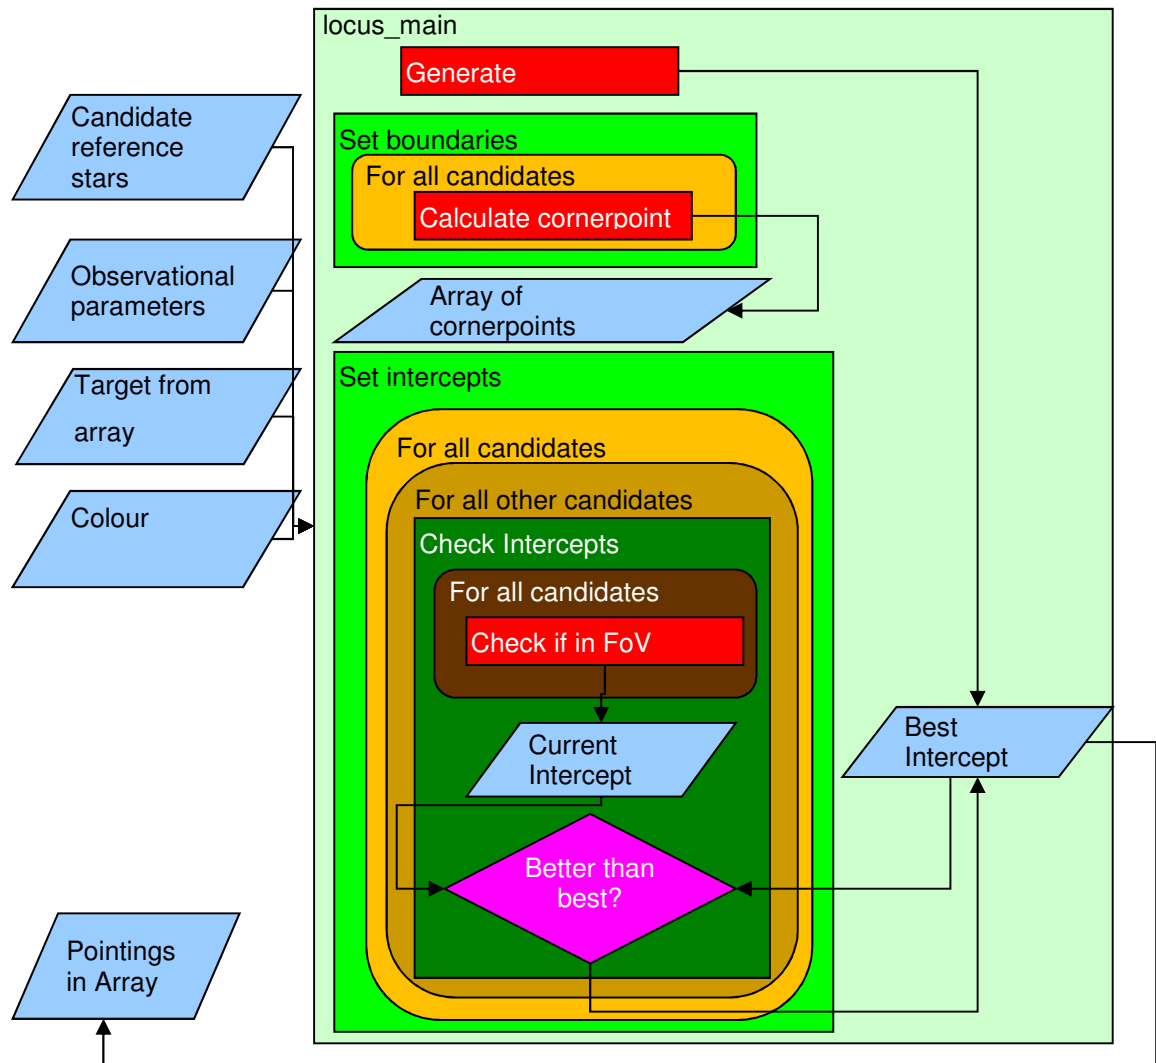 locus_main
Generate
Candidate
reference
stars
Set boundaries
For all candidates
Calculate cornerpoint
Observational
parameters
Array of
cornerpoints
Target from
array
Set intercepts
For all candidates
For all other candidates
Colour
Check Intercepts
For all candidates
Check if in FoV
Current
Intercept
Best
Intercept
Better than
best?
Pointings
in Array